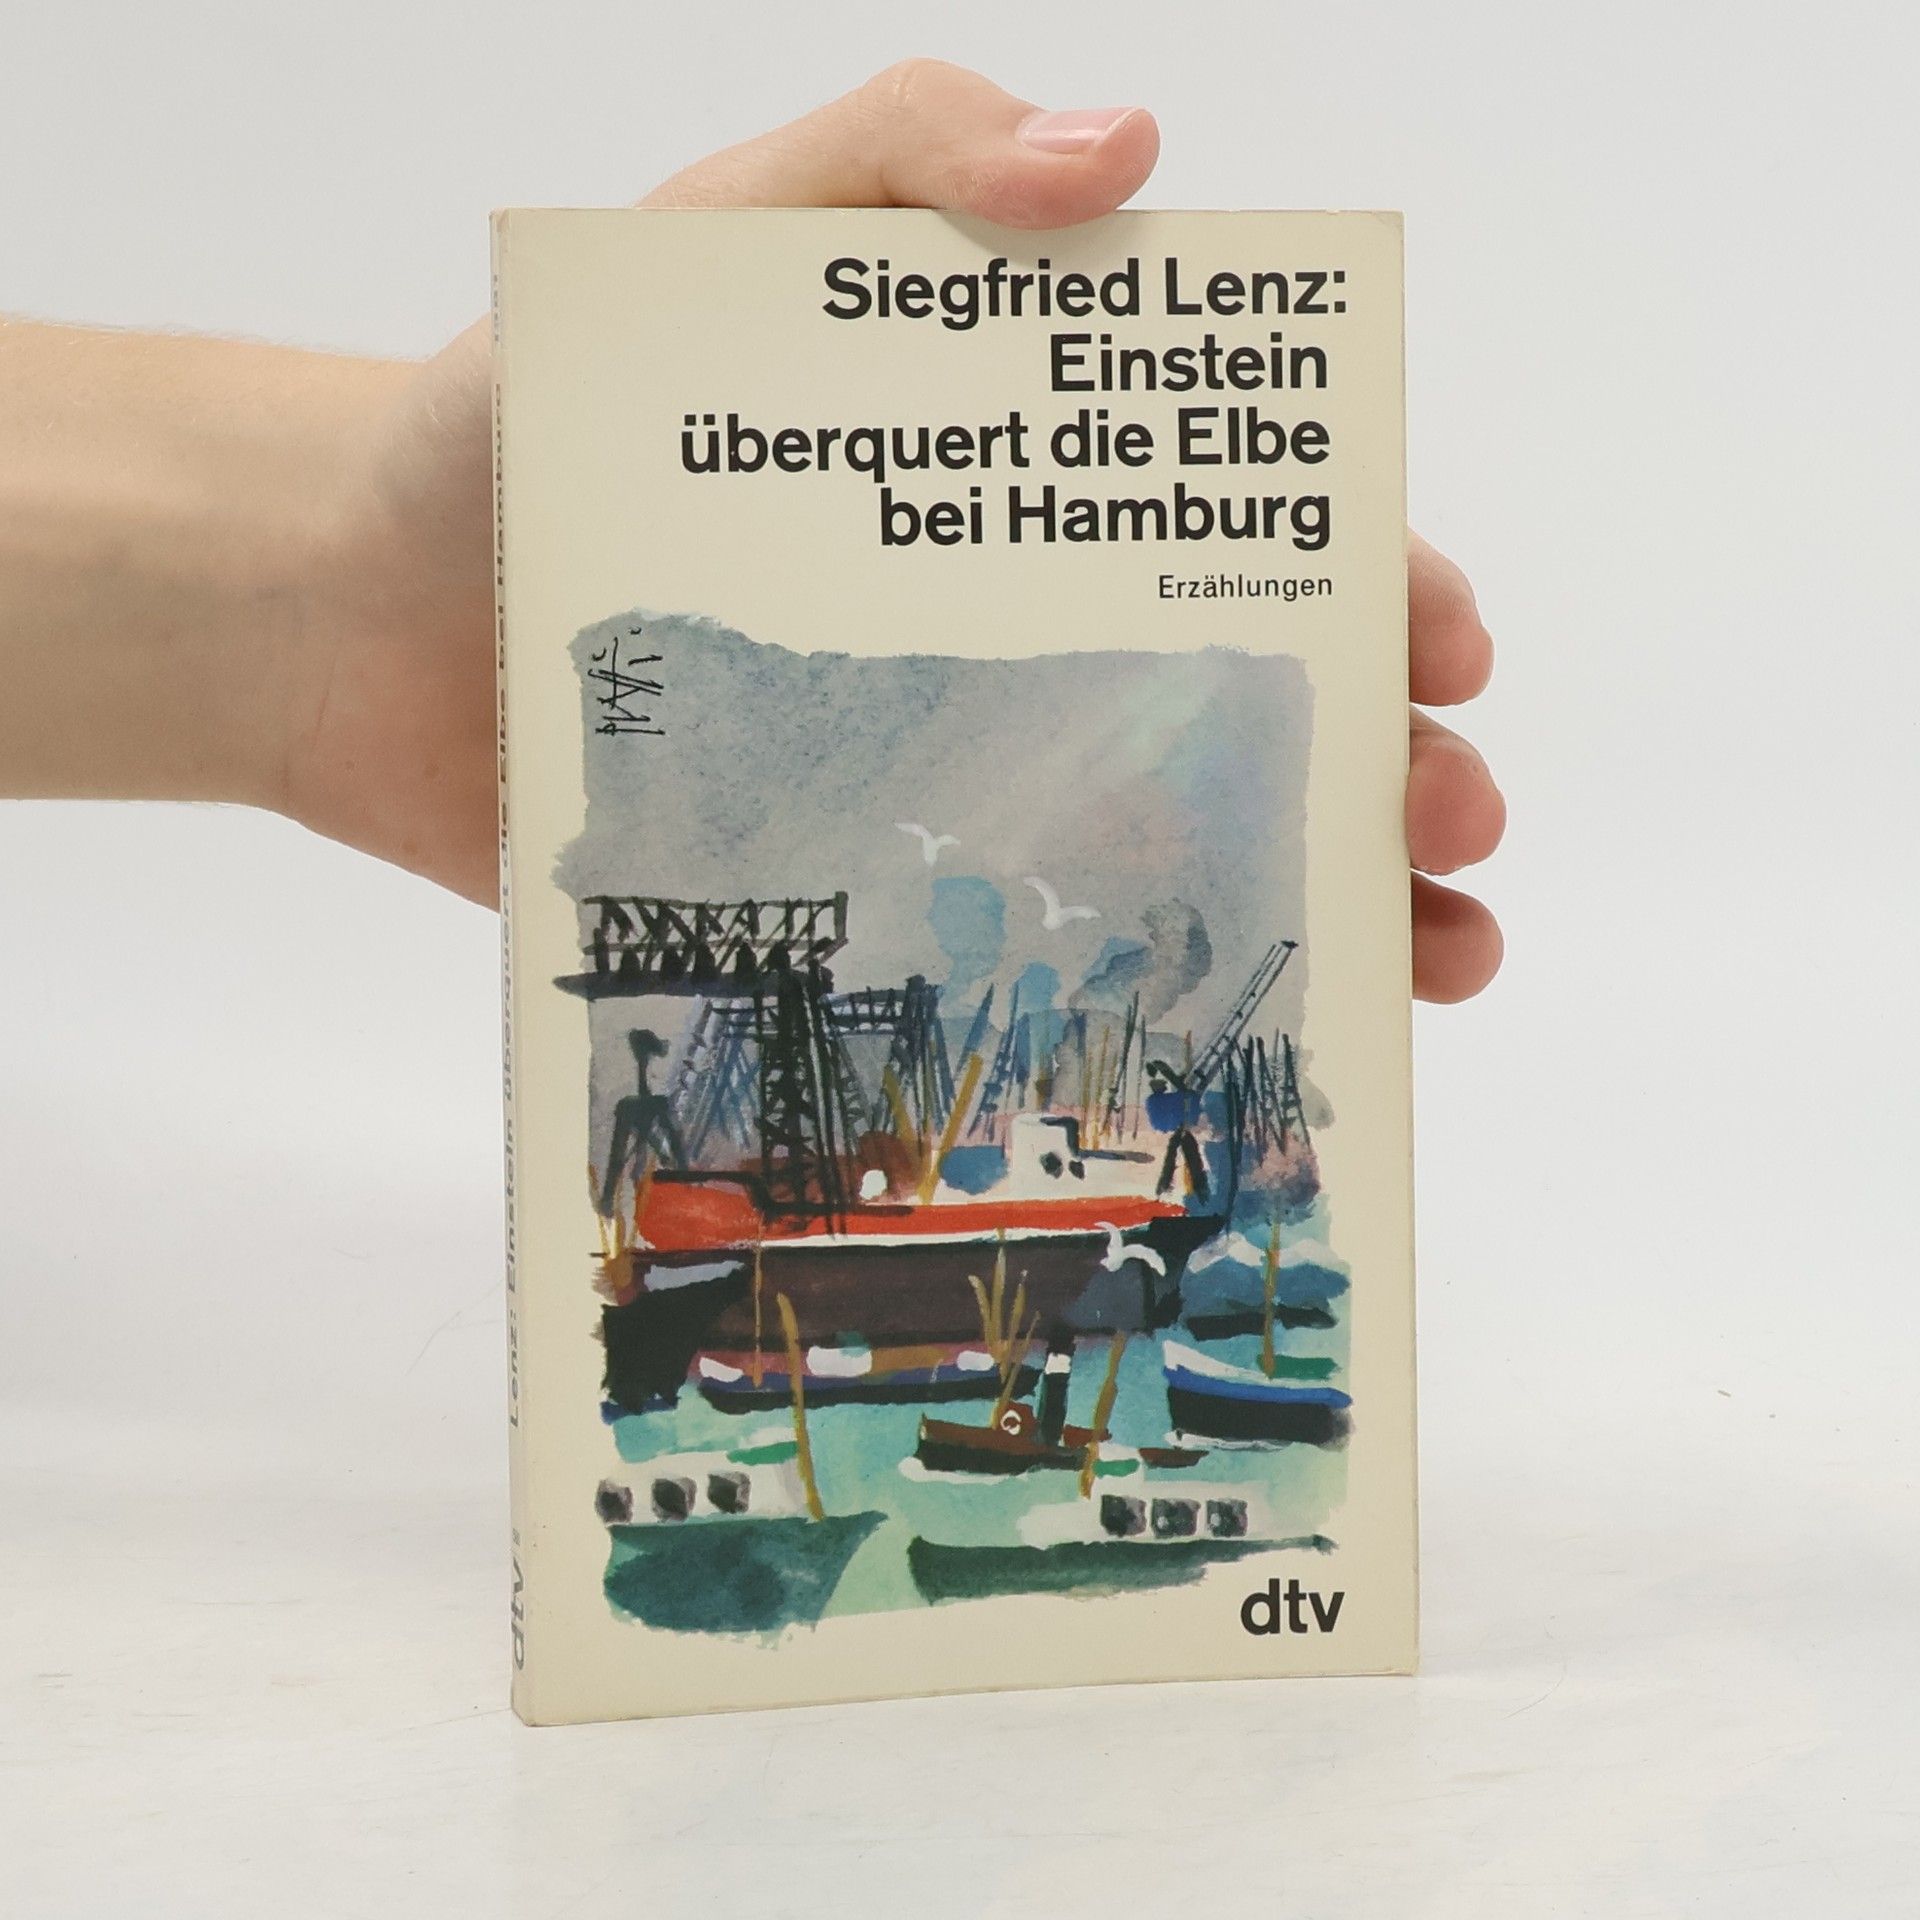 Siegfried Lenz:
Einstein
überquert die Elbe
bei Hamburg
Erzählungen
dtv
Lenz: Einstein überquert die Elbe bei Hamburg
dtv